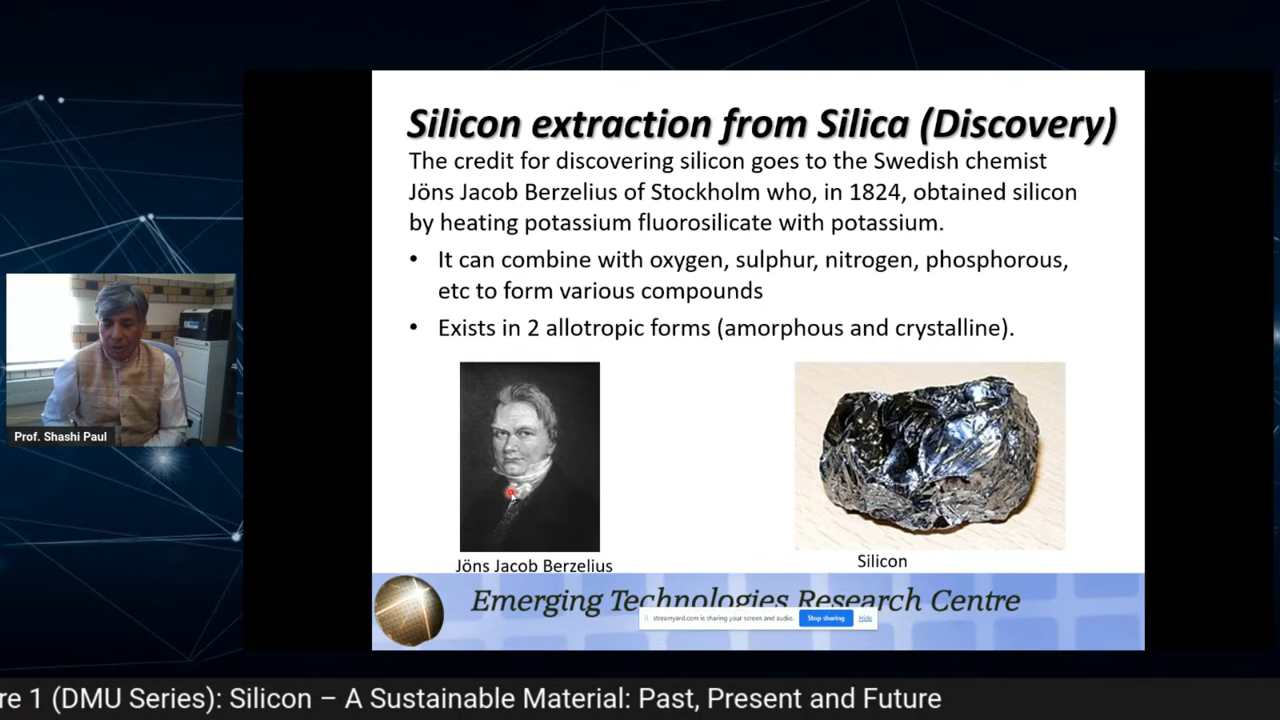 Silicon extraction from Silica (Discovery)
The credit for discovering silicon goes to the Swedish chemist
Jöns Jacob Berzelius of Stockholm who, in 1824, obtained silicon
by heating potassium fluorosilicate with potassium.
• It can combine with oxygen, sulphur, nitrogen, phosphorous,
etc to form various compounds
• Exists in 2 allotropic forms (amorphous and crystalline).
Prof. Shashi Paul
Jöns Jacob Berzelius
Silicon
Emerging Technologies Research Centre
streamyard.com is sharing your screen and audio.
Stop sharing
Hide
re 1 (DMU Series): Silicon – A Sustainable Material: Past, Present and Future